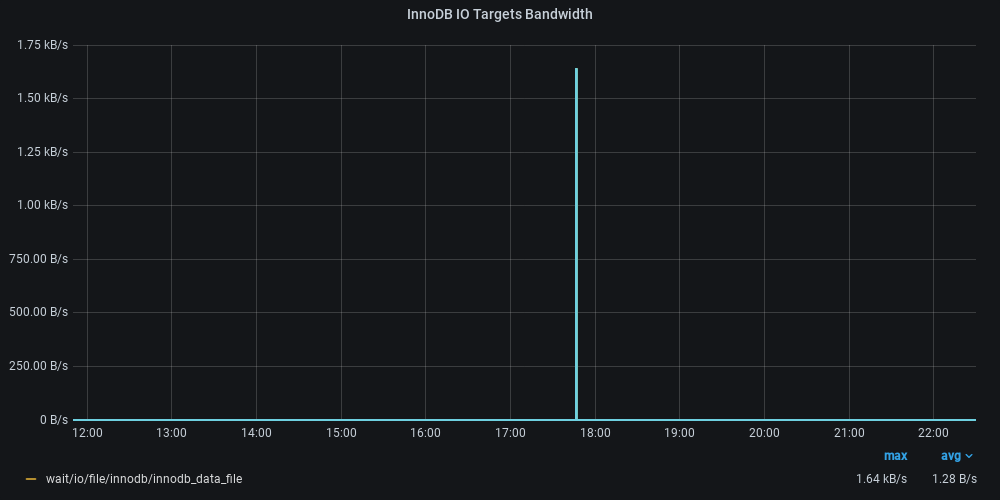 InnoDB IO Targets Bandwidth
1.75 kB/s
1.50 kB/s
1.25 kB/s
1.00 kB/s
750.00 B/s
500.00 B/s
250.00 B/s
0 B/s
12:00 13:00 14:00 15:00 16:00 17:00 18:00 19:00 20:00 21:00 22:00
max avg
wait/io/file/innodb/innodb_data_file 1.64 kB/s 1.28 B/s